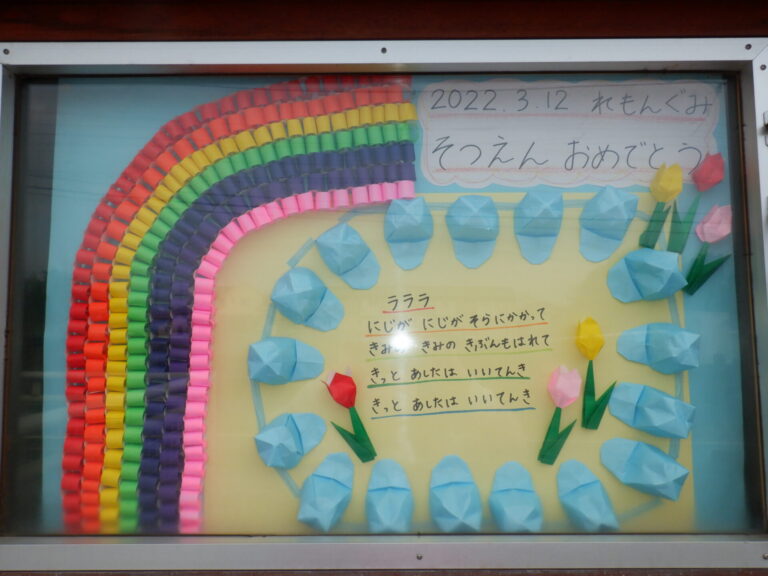 2022.3.12 れもんぐみ
そつえん おめでとう
ラララ
にじが にじが そらにかかって
きみの きみの きぶんもはれて
きっと あしたは いいてんき
きっと あしたは いいてんき